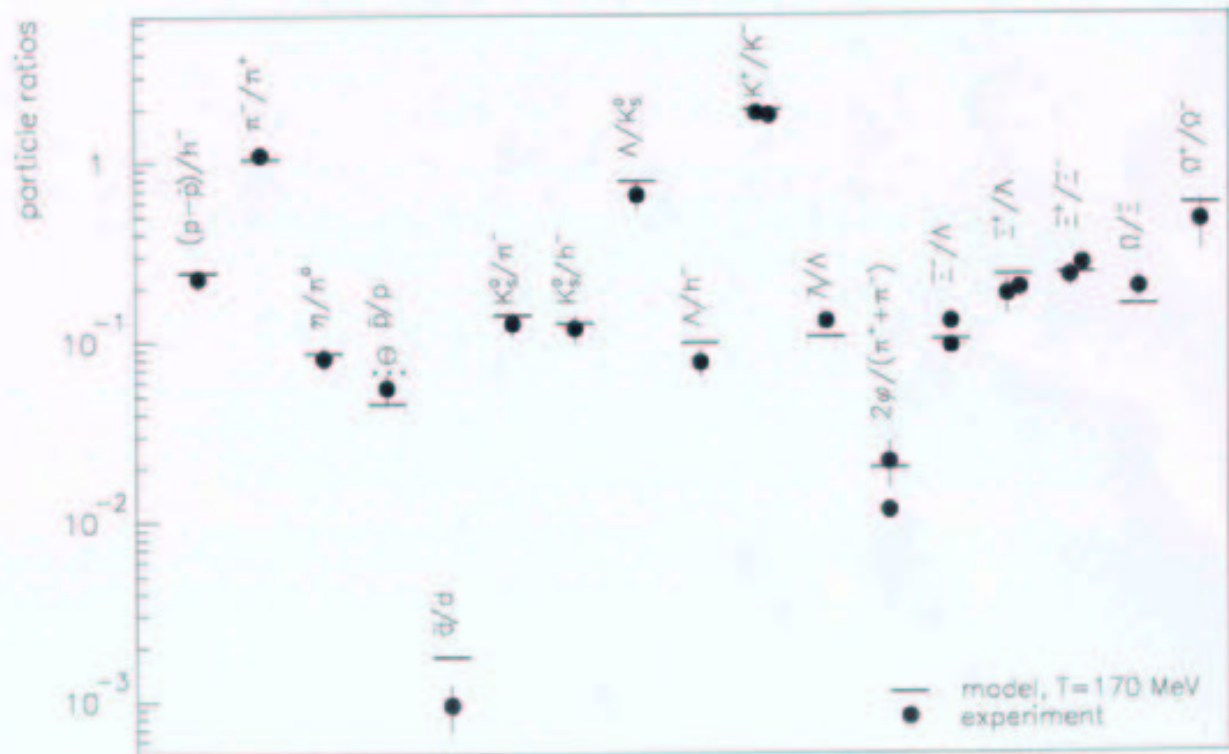 particle ratios
1
10⁻¹
10⁻²
10⁻³
(p−p̄)/h⁻
π⁻/π⁺
η/π⁰
p̄/p
d̄/d
K⁰ₛ/π⁻
K⁰ₛ/h⁻
Λ/K⁰ₛ
Λ/h⁻
K⁺/K⁻
Λ̄/Λ
2φ/(π⁺+π⁻)
Ξ⁻/Λ
Ξ⁺/Λ̄
Ξ⁺/Ξ⁻
Ω/Ξ
Ω⁺/Ω⁻
model, T=170 MeV
experiment